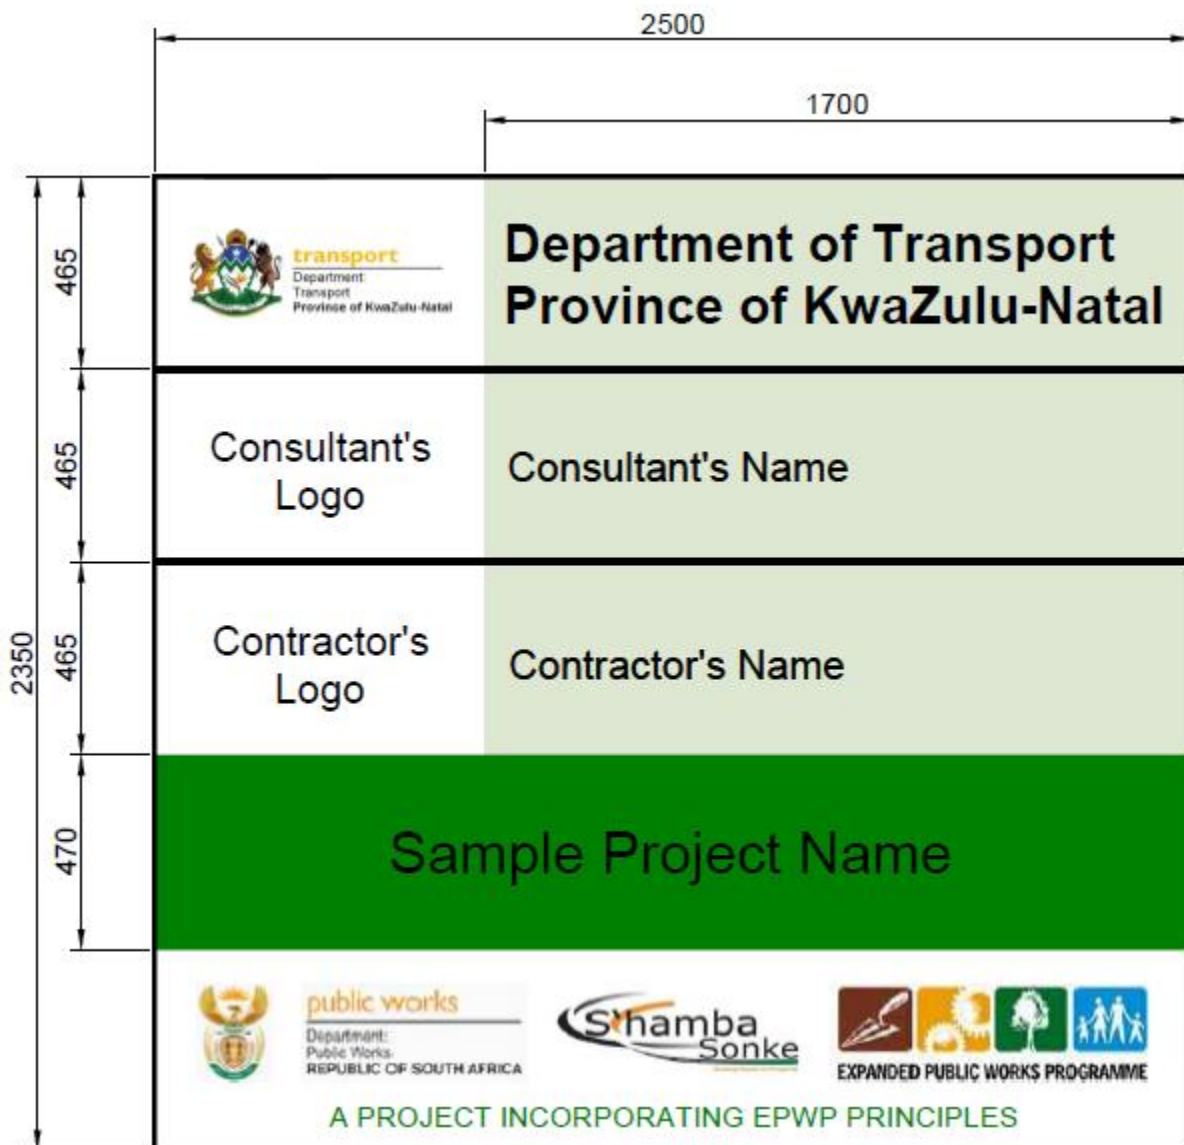 2500
1700
465
transport
Department
Transport
Province of KwaZulu-Natal
Department of Transport
Province of KwaZulu-Natal
465
Consultant's
Logo
Consultant's Name
2350
465
Contractor's
Logo
Contractor's Name
470
Sample Project Name
public works
Department:
Public Works
REPUBLIC OF SOUTH AFRICA
S'hamba
Sonke
EXPANDED PUBLIC WORKS PROGRAMME
A PROJECT INCORPORATING EPWP PRINCIPLES